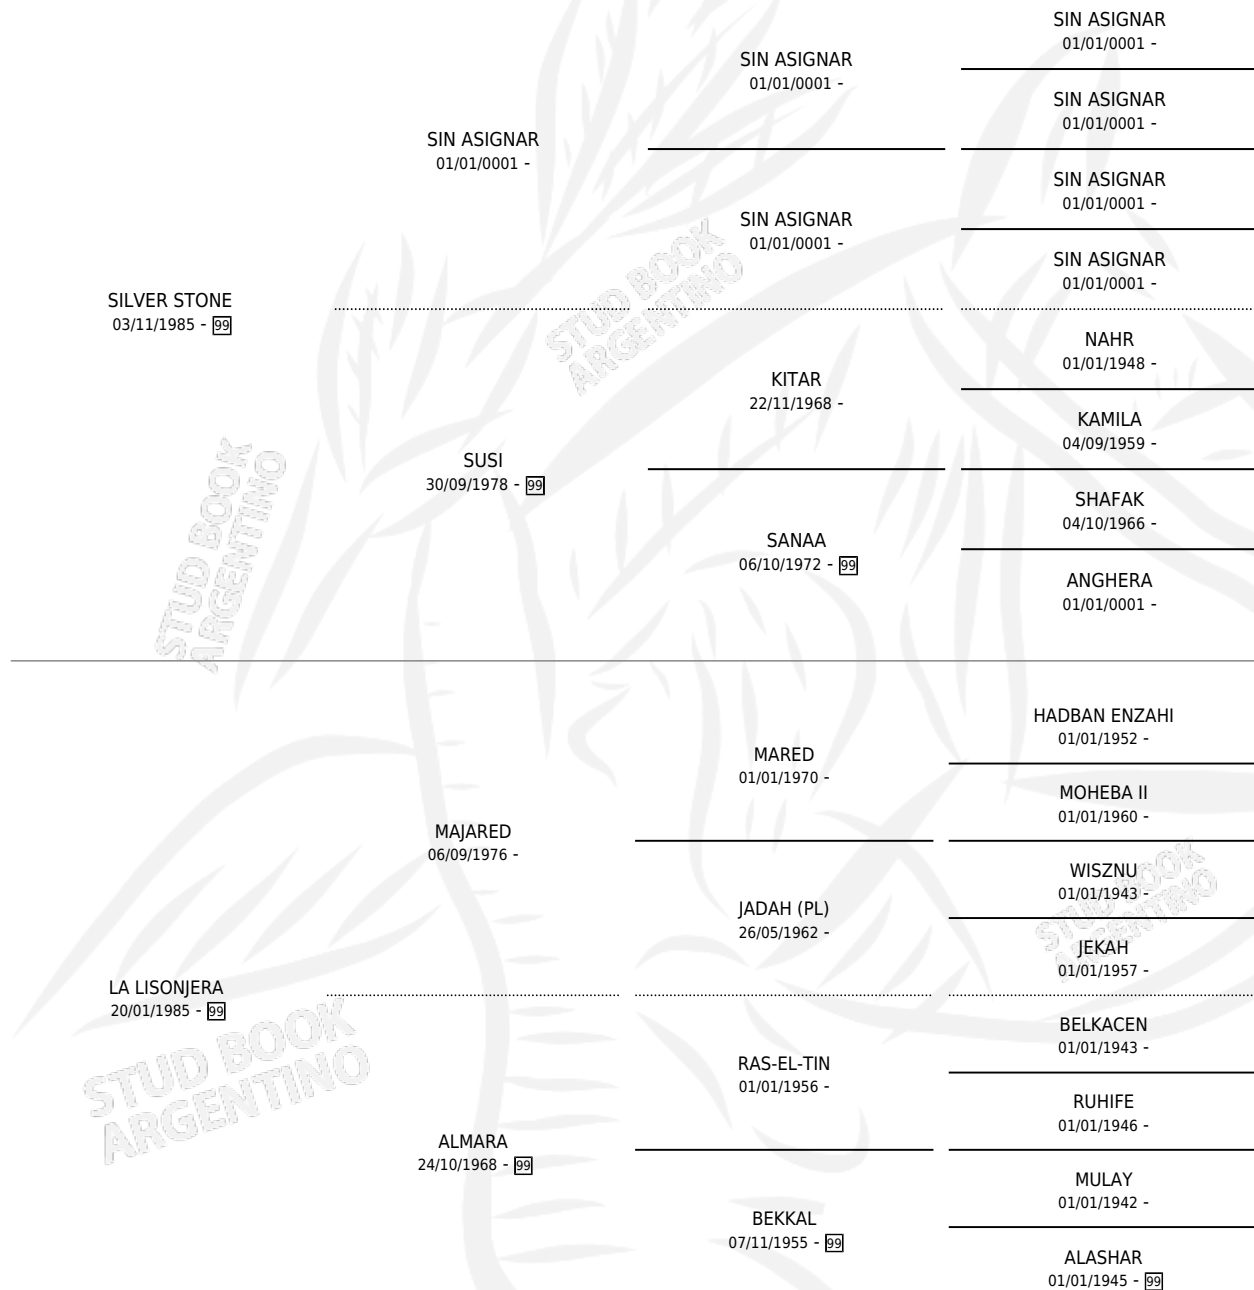 SIN ASIGNAR
01/01/0001 -
SIN ASIGNAR
01/01/0001 -
SIN ASIGNAR
01/01/0001 -
SIN ASIGNAR
01/01/0001 -
SIN ASIGNAR
01/01/0001 -
SIN ASIGNAR
01/01/0001 -
SIN ASIGNAR
01/01/0001 -
STUD BOOK
ARGENTINO
SILVER STONE
03/11/1985 - 99
NAHR
01/01/1948 -
KITAR
22/11/1968 -
KAMILA
04/09/1959 -
SUSI
30/09/1978 - 99
SHAFAK
04/10/1966 -
SANAA
06/10/1972 - 99
ANGHERA
01/01/0001 -
STUD BOOK
ARGENTINO
HADBAN ENZAHI
01/01/1952 -
MARED
01/01/1970 -
MOHEBA II
01/01/1960 -
MAJARED
06/09/1976 -
WISZNU
01/01/1943 -
JADAH (PL)
26/05/1962 -
JEKAH
01/01/1957 -
STUD BOOK
ARGENTINO
LA LISONJERA
20/01/1985 - 99
BELKACEN
01/01/1943 -
RAS-EL-TIN
01/01/1956 -
RUHIFE
01/01/1946 -
STUD BOOK
ARGENTINO
ALMARA
24/10/1968 - 99
MULAY
01/01/1942 -
BEKKAL
07/11/1955 - 99
ALASHAR
01/01/1945 - 99